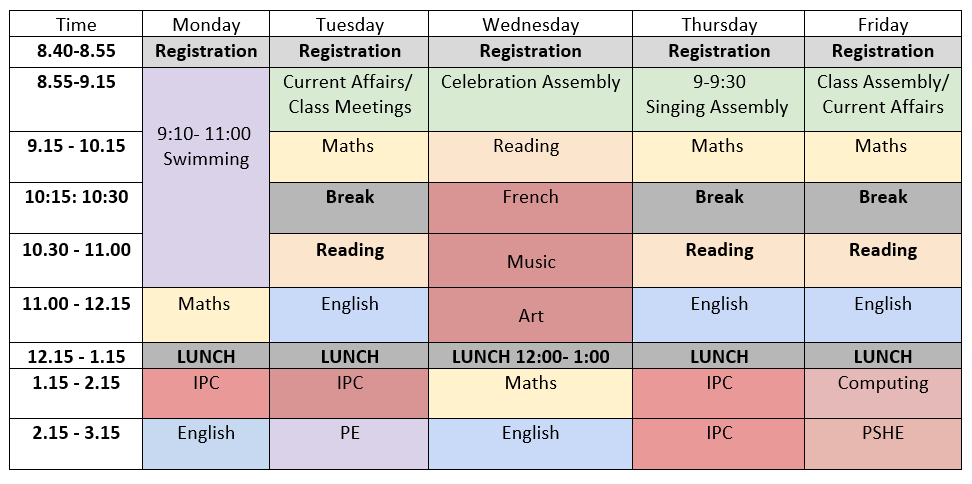 Time Monday Tuesday Wednesday Thursday Friday
8.40-8.55 Registration Registration Registration Registration Registration
8.55-9.15 Current Affairs/ Celebration Assembly 9-9:30 Class Assembly/
Class Meetings Singing Assembly Current Affairs
9:10- 11:00
Swimming
9.15 - 10.15 Maths Reading Maths Maths
10:15: 10:30 Break French Break Break
10.30 - 11.00 Reading Music Reading Reading
11.00 - 12.15 Maths English Art English English
12.15 - 1.15 LUNCH LUNCH LUNCH 12:00- 1:00 LUNCH LUNCH
1.15 - 2.15 IPC IPC Maths IPC Computing
2.15 - 3.15 English PE English IPC PSHE